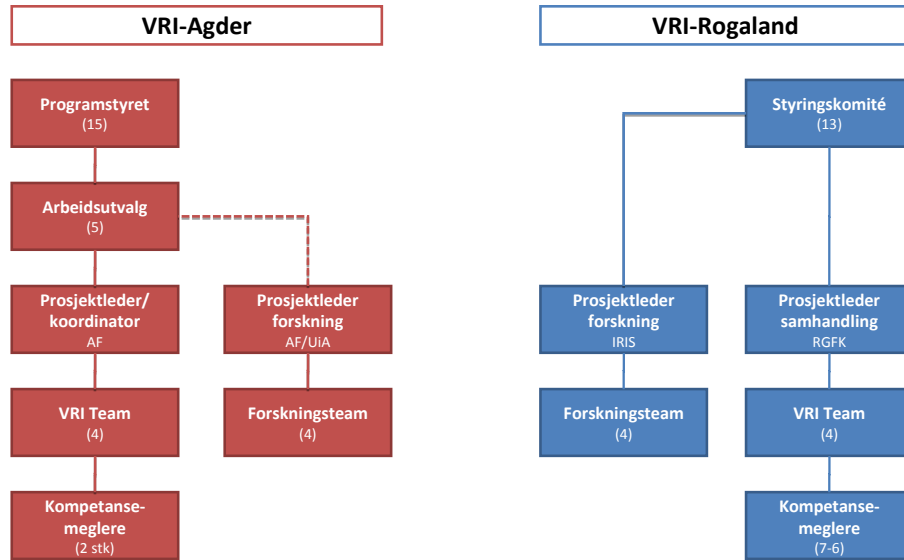 VRI-Agder
Programstyret
(15)
Arbeidsutvalg
(5)
Prosjektleder/
koordinator
AF
Prosjektleder
forskning
AF/UiA
VRI Team
(4)
Forskningsteam
(4)
Kompetanse-
meglere
(2 stk)
VRI-Rogaland
Styringskomité
(13)
Prosjektleder
forskning
IRIS
Prosjektleder
samhandling
RGFK
Forskningsteam
(4)
VRI Team
(4)
Kompetanse-
meglere
(7-6)